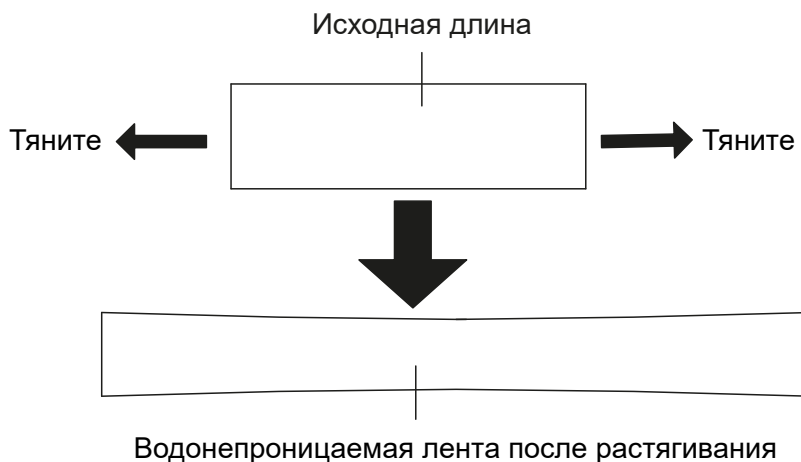 Исходная длина
Тяните
Тяните
Водонепроницаемая лента после растягивания